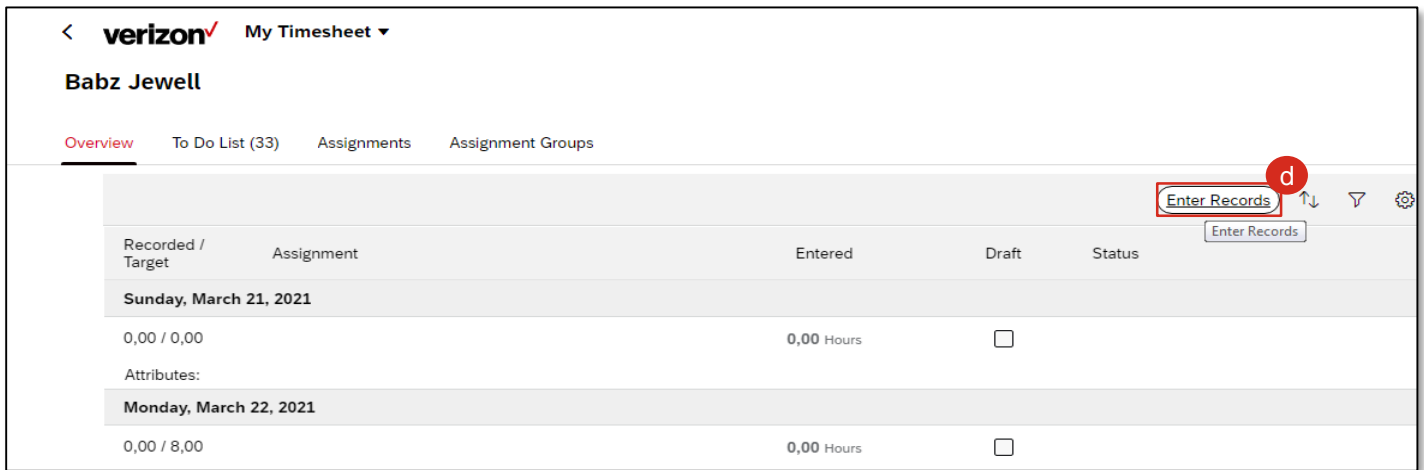 verizon My Timesheet
Babz Jewell
Overview To Do List (33) Assignments Assignment Groups
d
Enter Records
Enter Records
Recorded / Target Assignment Entered Draft Status
Sunday, March 21, 2021
0,00 / 0,00 0,00 Hours
Attributes:
Monday, March 22, 2021
0,00 / 8,00 0,00 Hours